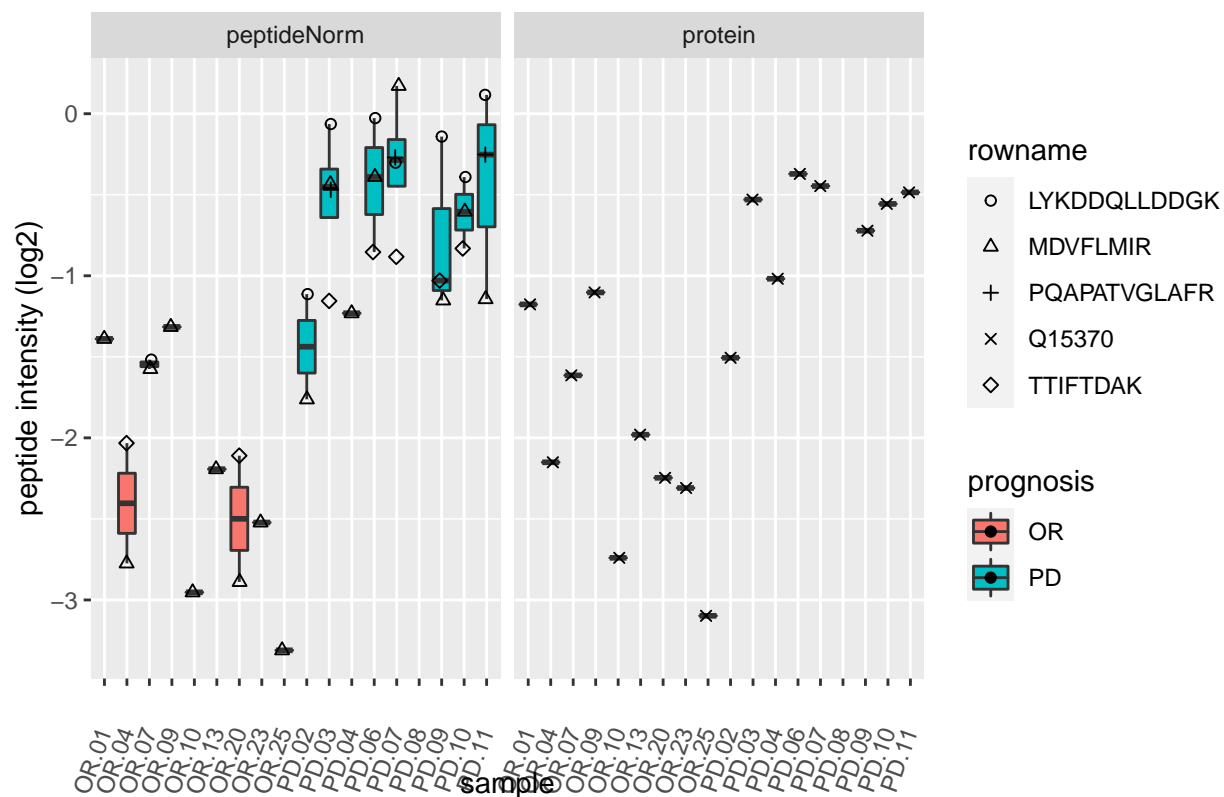 peptideNorm
protein
peptide intensity (log2)
0
−1
−2
−3
OR.01
OR.04
OR.07
OR.09
OR.10
OR.13
OR.20
OR.23
OR.25
PD.02
PD.03
PD.04
PD.06
PD.07
PD.08
PD.09
PD.10
PD.11
OR.01
OR.04
OR.07
OR.09
OR.10
OR.13
OR.20
OR.23
OR.25
PD.02
PD.03
PD.04
PD.06
PD.07
PD.08
PD.09
PD.10
PD.11
sample
rowname
LYKDDQLLDDGK
MDVFLMIR
PQAPATVGLAFR
Q15370
TTIFTDAK
prognosis
OR
PD